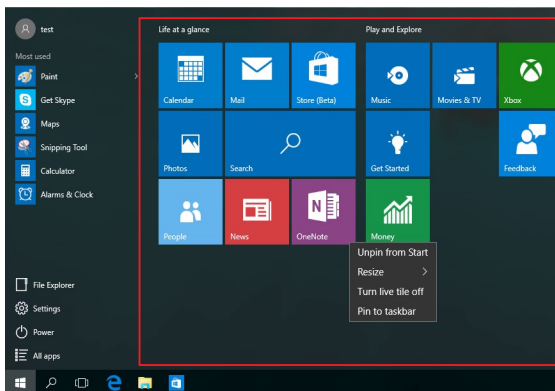 test
Most used
Paint
Get Skype
Maps
Snipping Tool
Calculator
Alarms & Clock
File Explorer
Settings
Power
All apps
Life at a glance
Calendar
Mail
Store (Beta)
Photos
Search
People
News
OneNote
Play and Explore
Music
Movies & TV
Xbox
Get Started
Feedback
Money
Unpin from Start
Resize
Turn live tile off
Pin to taskbar